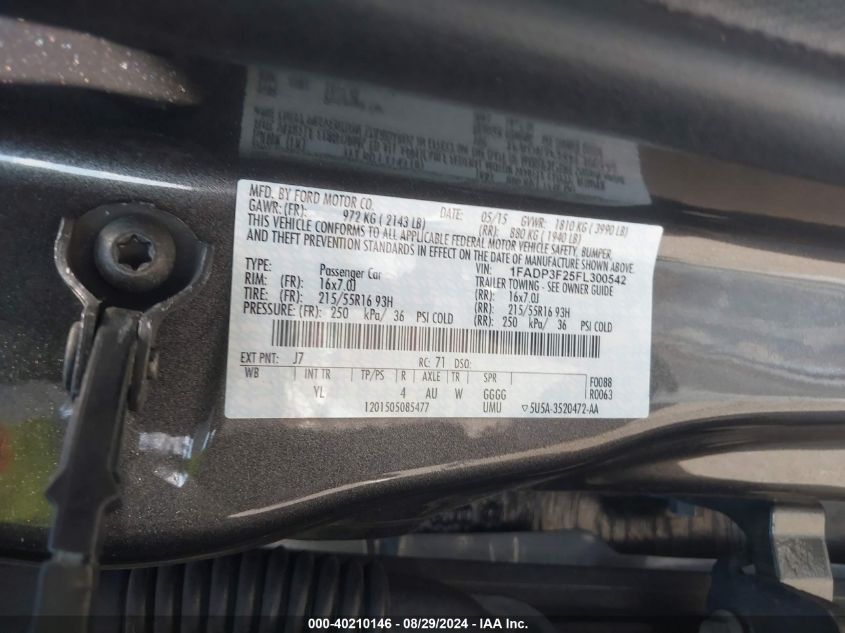 MFD. BY FORD MOTOR CO.
DATE: 05/15 GVWR: 1810 KG ( 3990 LB)
GAWR: (FR): 972 KG ( 2143 LB) (RR): 880 KG ( 1940 LB)
THIS VEHICLE CONFORMS TO ALL APPLICABLE FEDERAL MOTOR VEHICLE SAFETY, BUMPER,
AND THEFT PREVENTION STANDARDS IN EFFECT ON THE DATE OF MANUFACTURE SHOWN ABOVE.
VIN: 1FADP3F25FL300542
TYPE: Passenger Car TRAILER TOWING - SEE OWNER GUIDE
RIM: (FR): 16x7.0J (RR): 16x7.0J
TIRE: (FR): 215/55R16 93H (RR): 215/55R16 93H
PRESSURE: (FR): 250 kPa/ 36 PSI COLD (RR): 250 kPa/ 36 PSI COLD
EXT PNT: J7 RC: 71 DSO: F0088
WB INT TR TP/PS R AXLE TR SPR R0063
YL 4 AU W GGGG
1201505085477 UMU ▽5U5A-3520472-AA
000-40210146 - 08/29/2024 - IAA Inc.